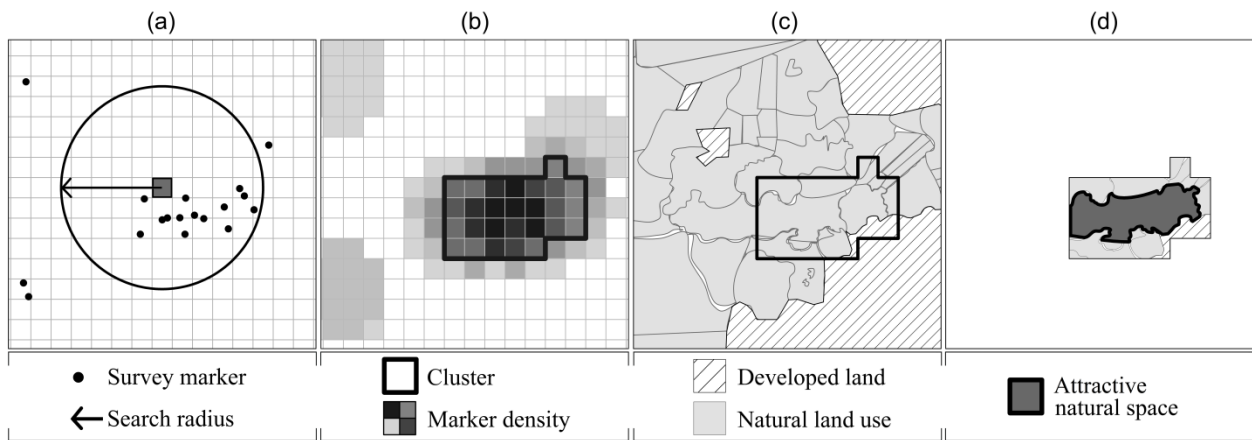 (a)
(b)
(c)
(d)
Survey marker
Search radius
Cluster
Marker density
Developed land
Natural land use
Attractive
natural space